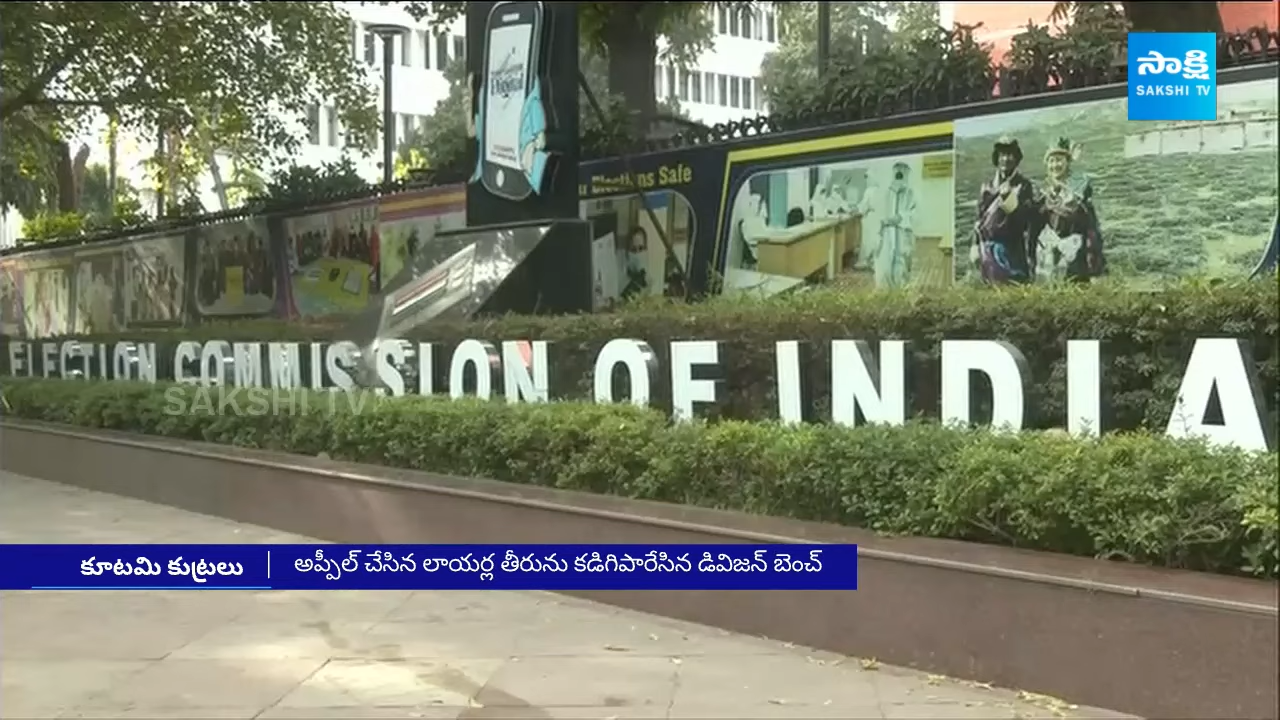 సాక్షి
SAKSHI TV
Elections Safe
ELECTION COMMISSION OF INDIA
SAKSHI TV
కూటమి కుట్రలు
అప్పీల్ చేసిన లాయర్ల తీరును కడిగిపారేసిన డివిజన్ బెంచ్